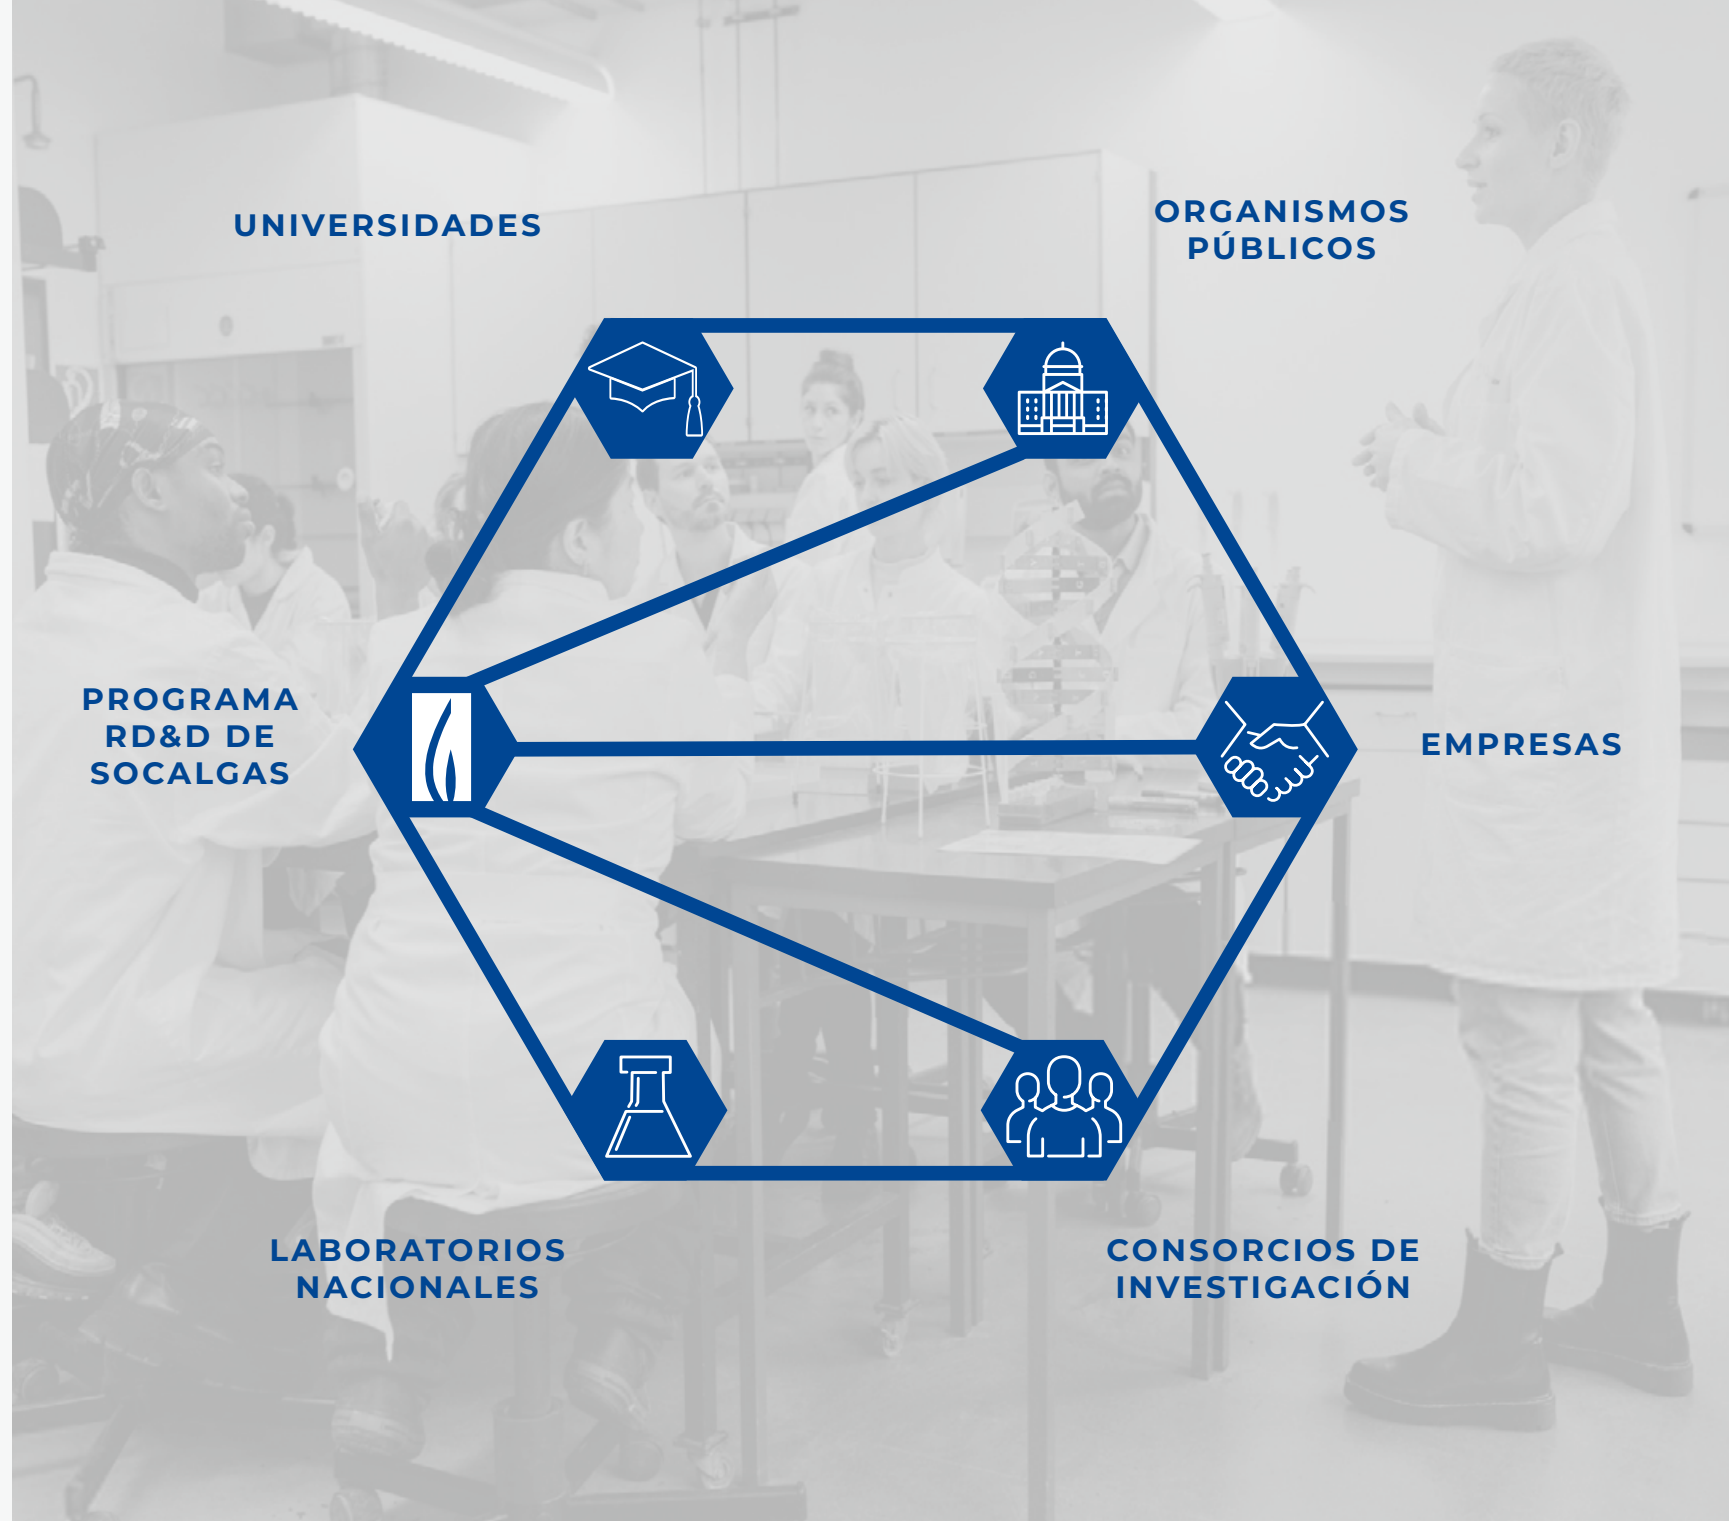 UNIVERSIDADES
ORGANISMOS
PÚBLICOS
PROGRAMA
RD&D DE
SOCALGAS
EMPRESAS
LABORATORIOS
NACIONALES
CONSORCIOS DE
INVESTIGACIÓN